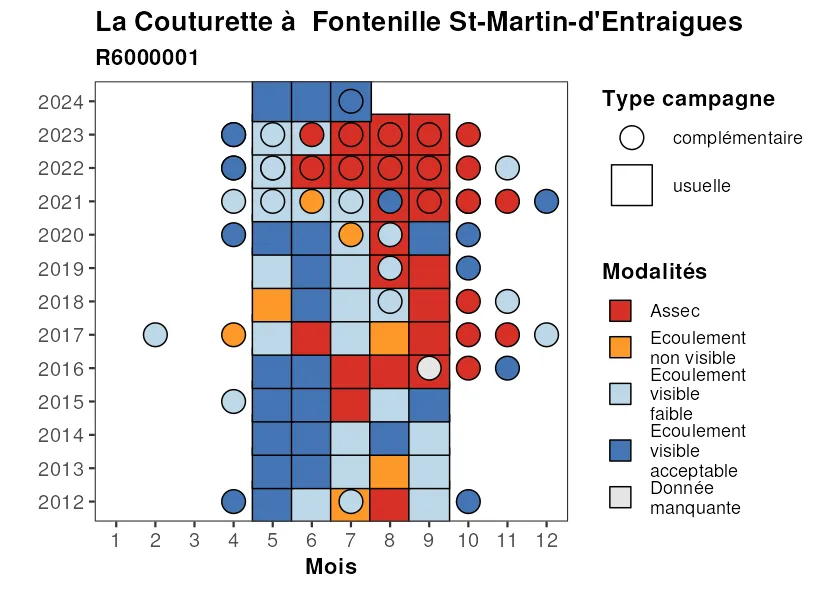 La Couturette à  Fontenille St-Martin-d'Entraigues
R6000001
2024
2023
2022
2021
2020
2019
2018
2017
2016
2015
2014
2013
2012
1 2 3 4 5 6 7 8 9 10 11 12
Mois
Type campagne
complémentaire
usuelle
Modalités
Assec
Ecoulement
non visible
Ecoulement
visible
faible
Ecoulement
visible
acceptable
Donnée
manquante